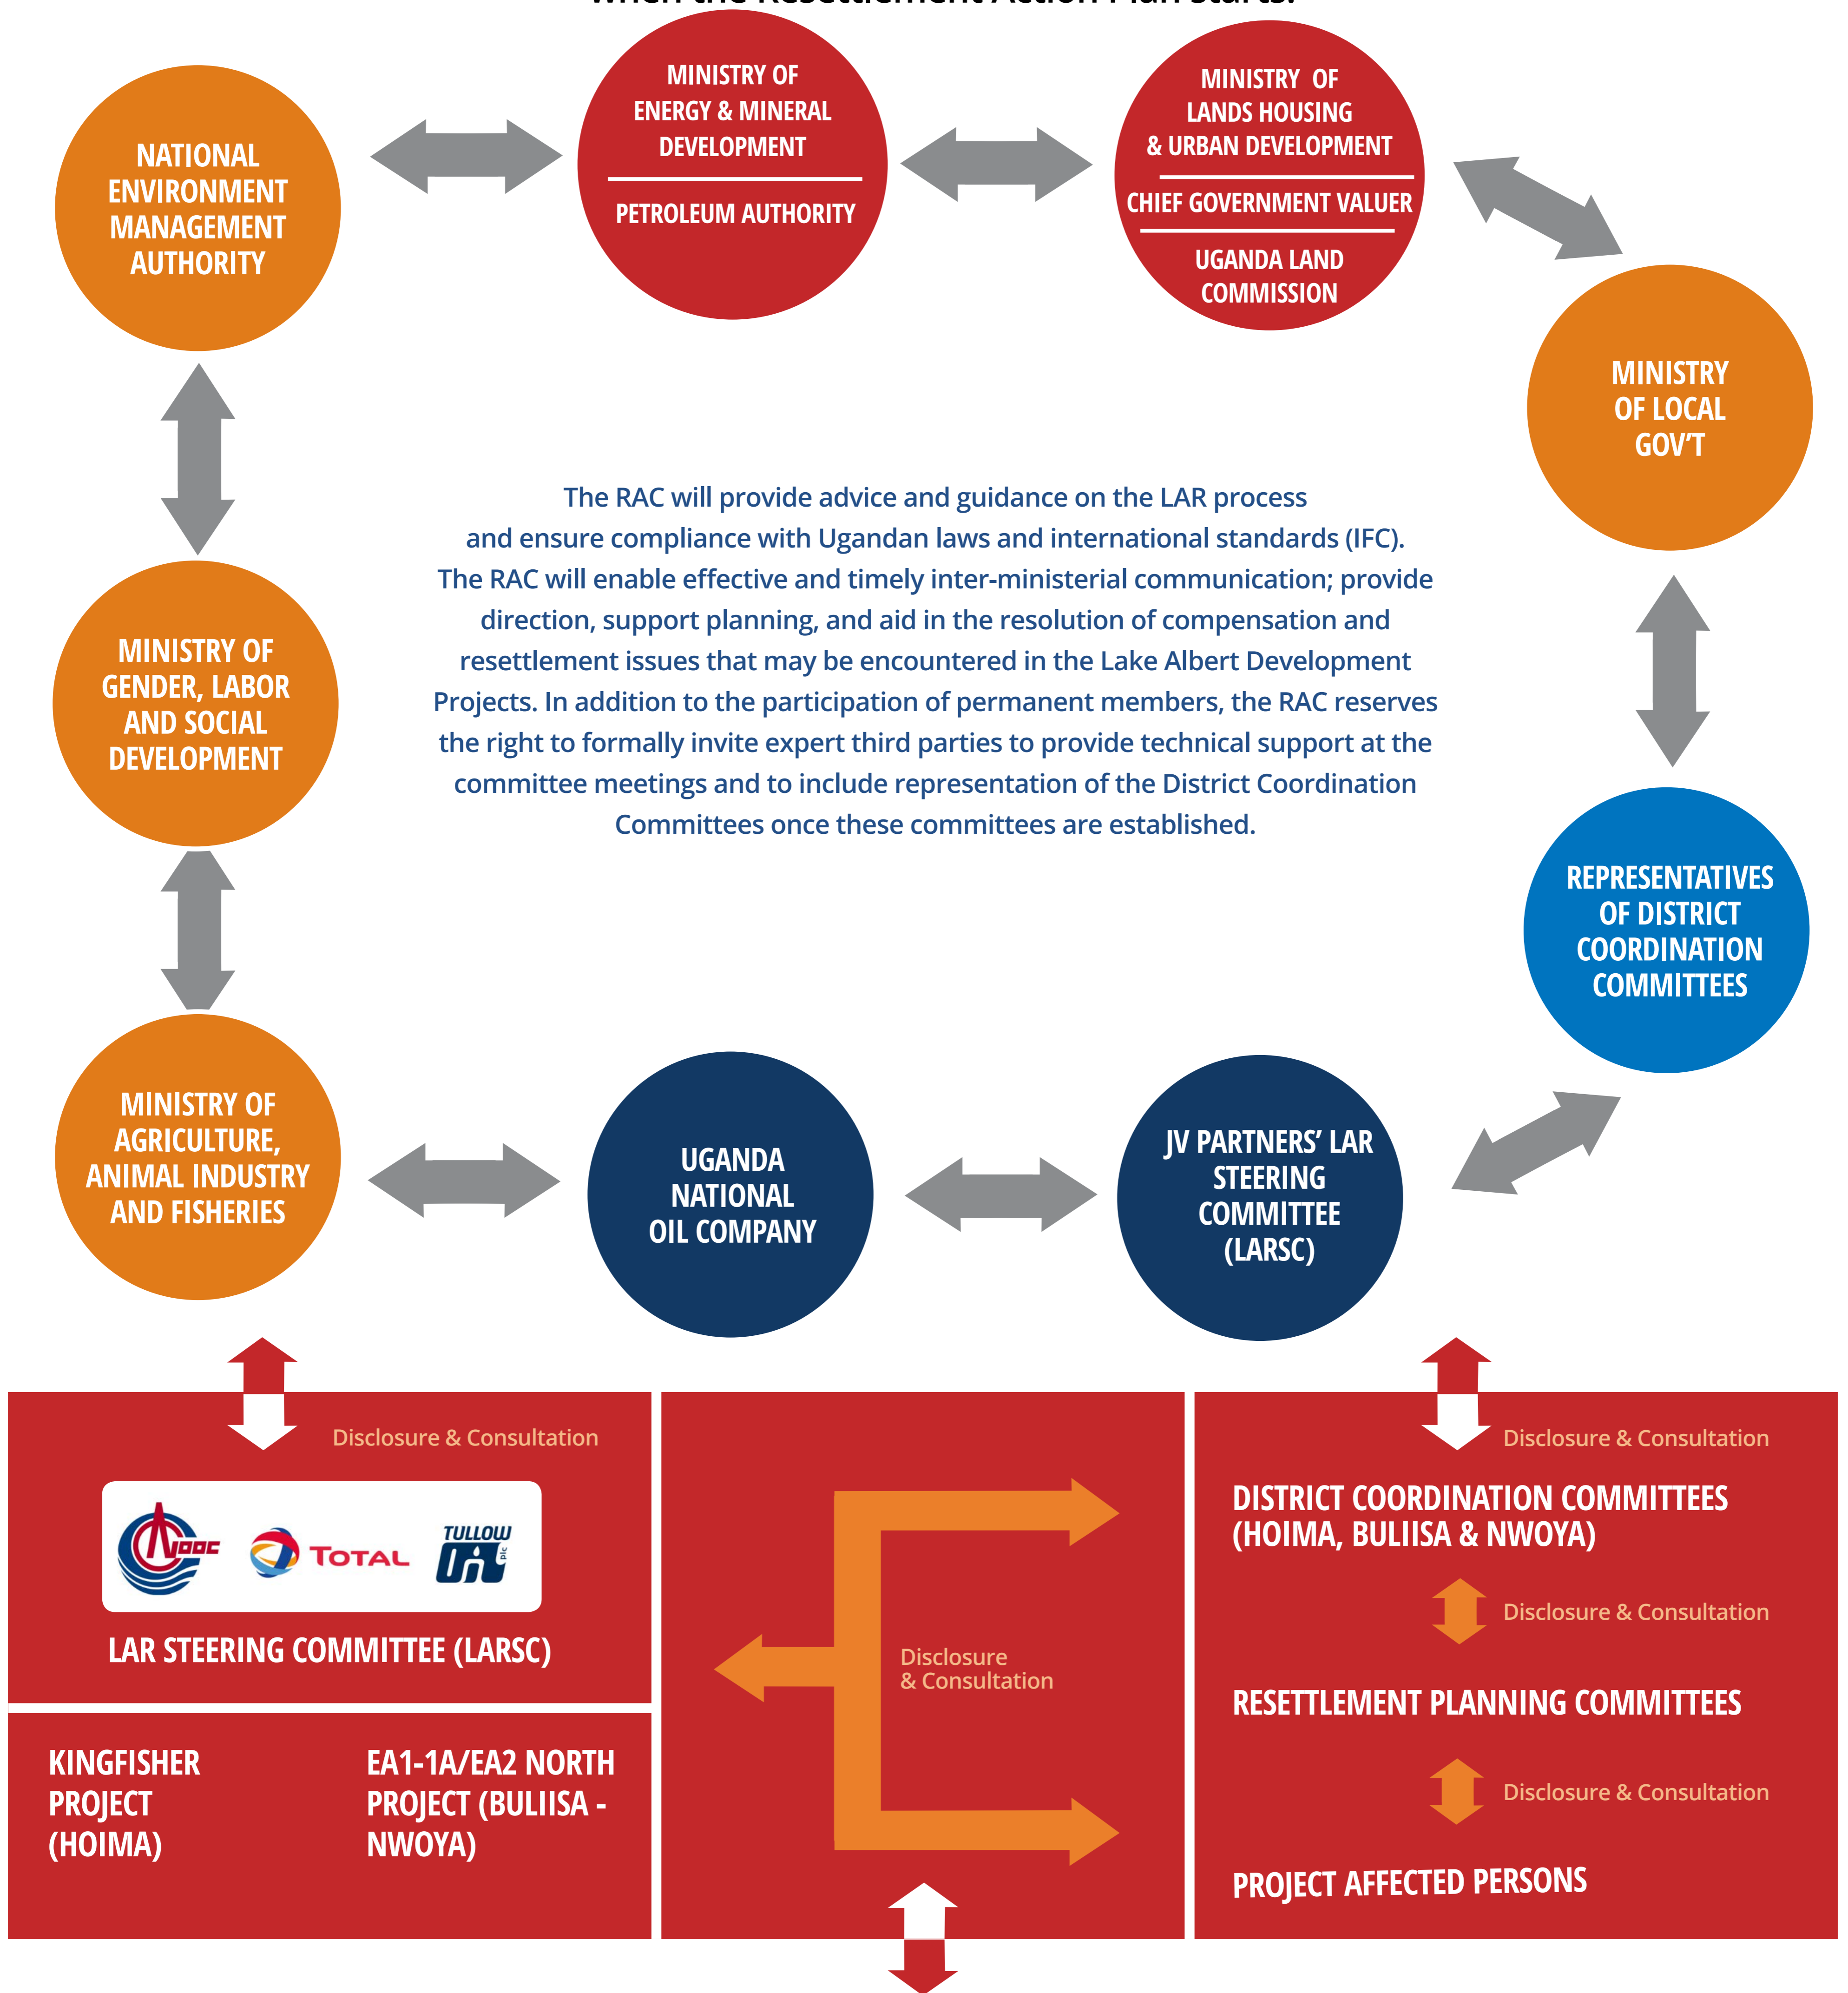 when the Resettlement Action Plan starts.
MINISTRY OF
ENERGY & MINERAL
DEVELOPMENT
PETROLEUM AUTHORITY
MINISTRY OF
LANDS HOUSING
& URBAN DEVELOPMENT
CHIEF GOVERNMENT VALUER
UGANDA LAND
COMMISSION
NATIONAL
ENVIRONMENT
MANAGEMENT
AUTHORITY
MINISTRY
OF LOCAL
GOV'T
The RAC will provide advice and guidance on the LAR process
and ensure compliance with Ugandan laws and international standards (IFC).
The RAC will enable effective and timely inter-ministerial communication; provide
direction, support planning, and aid in the resolution of compensation and
resettlement issues that may be encountered in the Lake Albert Development
Projects. In addition to the participation of permanent members, the RAC reserves
the right to formally invite expert third parties to provide technical support at the
committee meetings and to include representation of the District Coordination
Committees once these committees are established.
MINISTRY OF
GENDER, LABOR
AND SOCIAL
DEVELOPMENT
REPRESENTATIVES
OF DISTRICT
COORDINATION
COMMITTEES
MINISTRY OF
AGRICULTURE,
ANIMAL INDUSTRY
AND FISHERIES
UGANDA
NATIONAL
OIL COMPANY
JV PARTNERS' LAR
STEERING
COMMITTEE
(LARSC)
Disclosure & Consultation
CNOOC
TOTAL
TULLOW
Oil
plc
LAR STEERING COMMITTEE (LARSC)
KINGFISHER
PROJECT
(HOIMA)
EA1-1A/EA2 NORTH
PROJECT (BULIISA -
NWOYA)
Disclosure
& Consultation
Disclosure & Consultation
DISTRICT COORDINATION COMMITTEES
(HOIMA, BULIISA & NWOYA)
Disclosure & Consultation
RESETTLEMENT PLANNING COMMITTEES
Disclosure & Consultation
PROJECT AFFECTED PERSONS